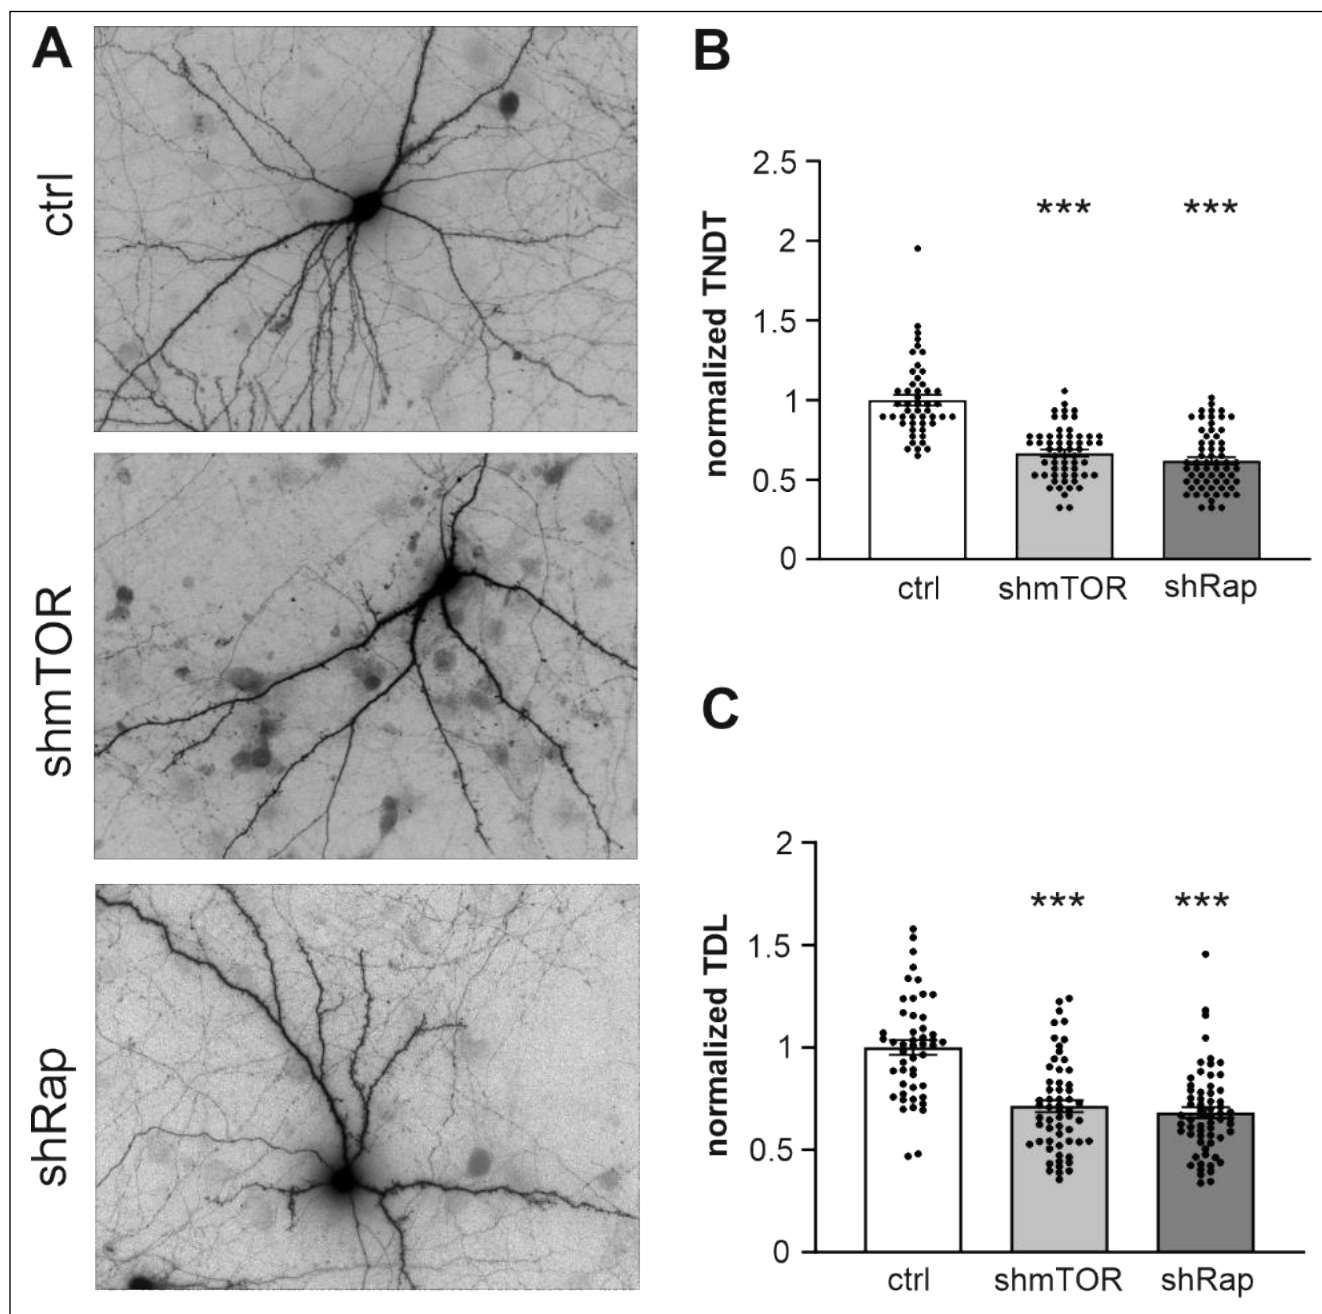 A
ctrl
shmTOR
shRap
B
normalized TNDT
2.5
2
1.5
1
0.5
0
***
***
ctrl
shmTOR
shRap
C
normalized TDL
2
1.5
1
0.5
0
***
***
ctrl
shmTOR
shRap